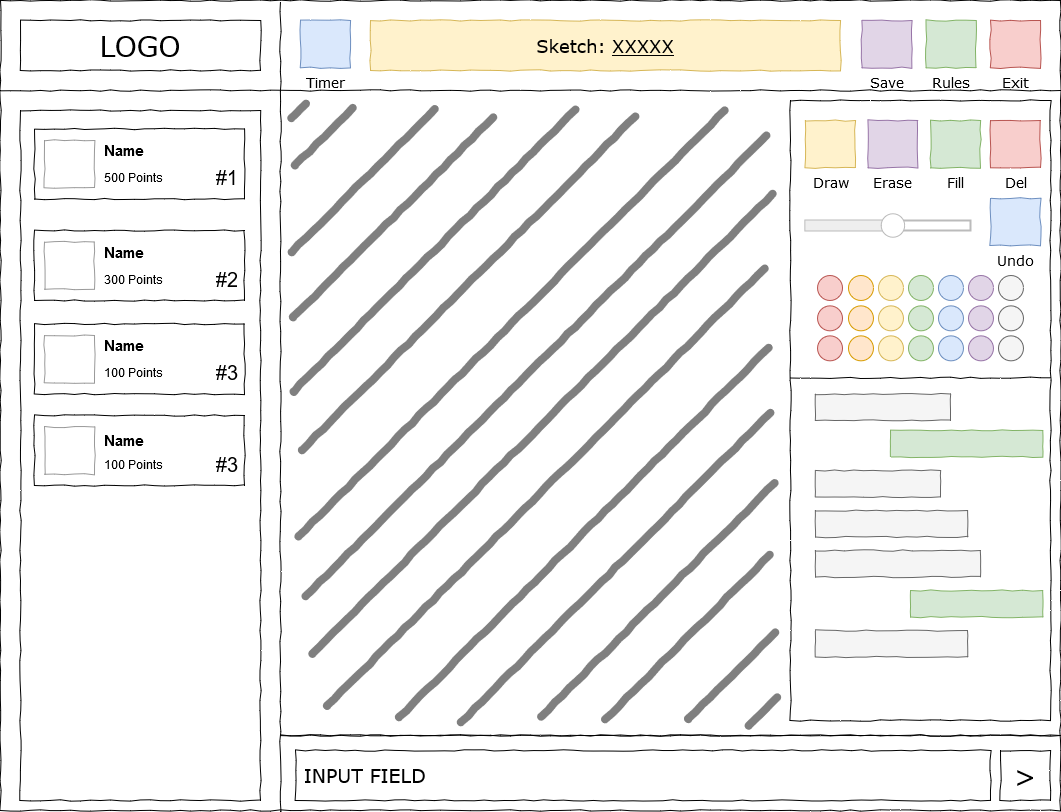 LOGO
Timer
Sketch: XXXXX
Save
Rules
Exit
Name
500 Points
#1
Name
300 Points
#2
Name
100 Points
#3
Name
100 Points
#3
Draw
Erase
Fill
Del
Undo
INPUT FIELD
>